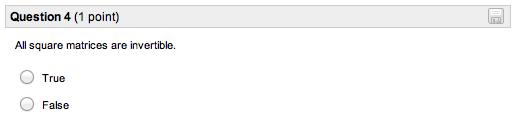 Question 4 (1 point)
All square matrices are invertible.
True
False